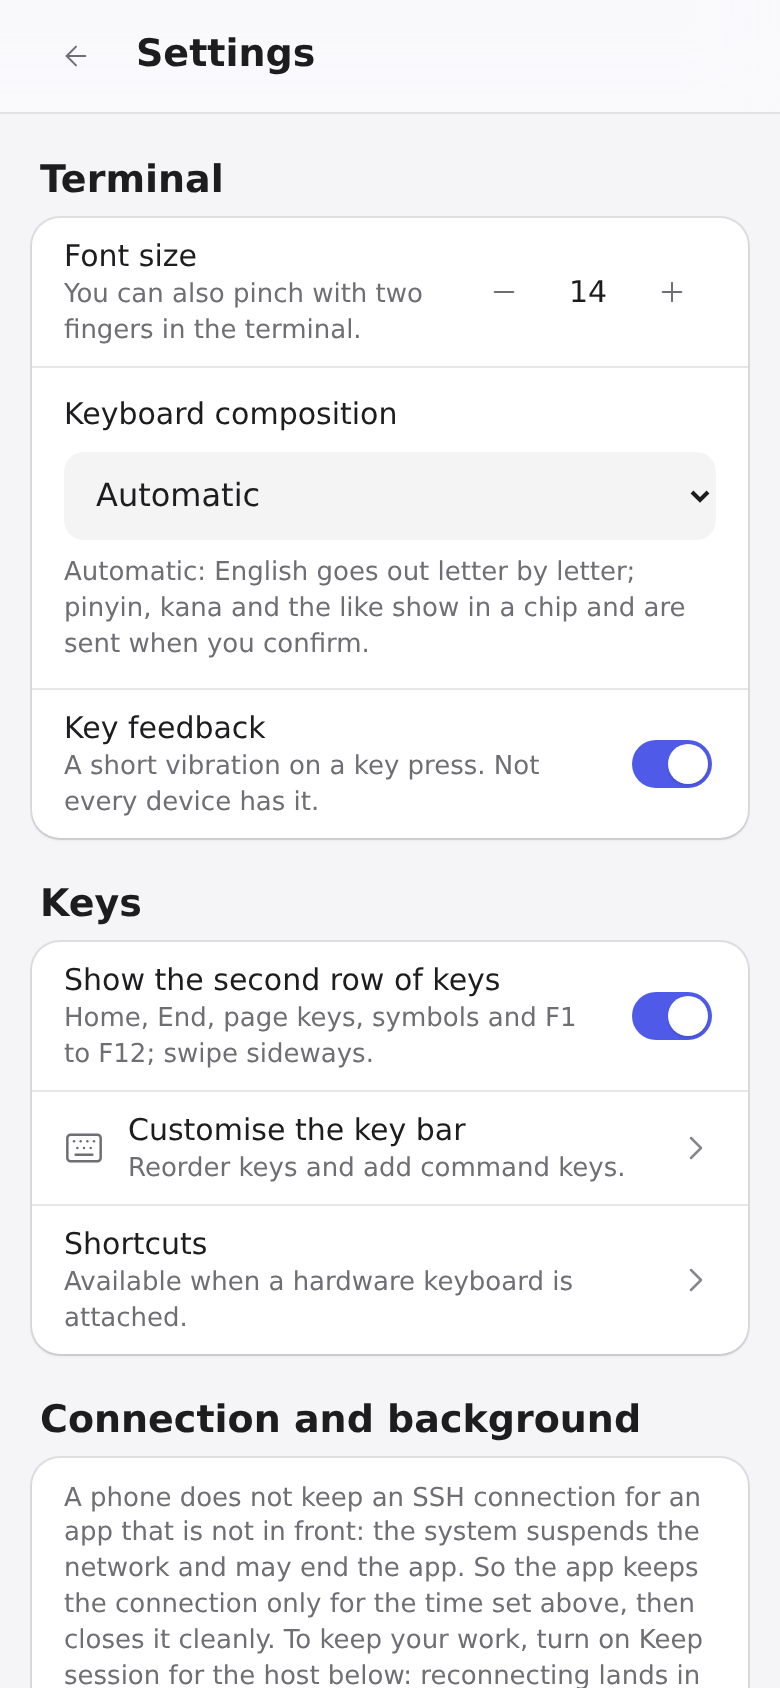 Settings
Terminal
Font size
You can also pinch with two
fingers in the terminal.
14
Keyboard composition
Automatic
Automatic: English goes out letter by letter;
pinyin, kana and the like show in a chip and are
sent when you confirm.
Key feedback
A short vibration on a key press. Not
every device has it.
Keys
Show the second row of keys
Home, End, page keys, symbols and F1
to F12; swipe sideways.
Customise the key bar
Reorder keys and add command keys.
Shortcuts
Available when a hardware keyboard is
attached.
Connection and background
A phone does not keep an SSH connection for an
app that is not in front: the system suspends the
network and may end the app. So the app keeps
the connection only for the time set above, then
closes it cleanly. To keep your work, turn on Keep
session for the host below: reconnecting lands in